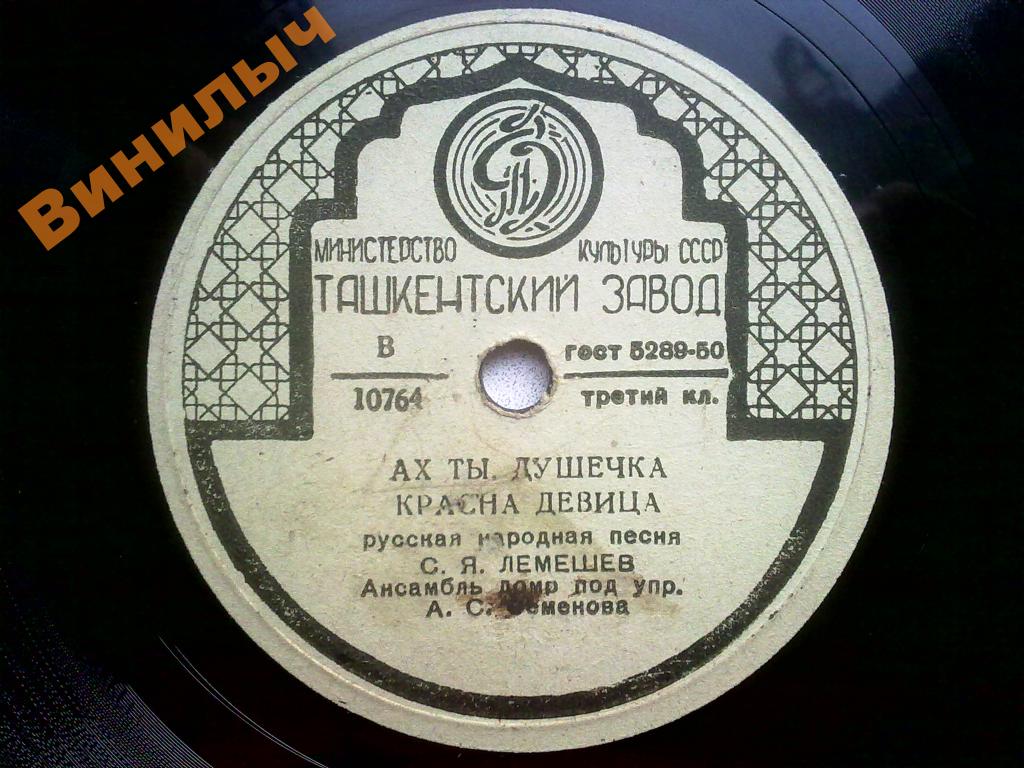 Винилыч
МИНИСТЕРСТВО КУЛЬТУРЫ СССР
ТАШКЕНТСКИЙ ЗАВОД
В ГОСТ 5289-50
10764 третий кл.
АХ ТЫ, ДУШЕЧКА
КРАСНА ДЕВИЦА
русская народная песня
С. Я. ЛЕМЕШЕВ
Ансамбль домр под упр.
А. С. Семенова